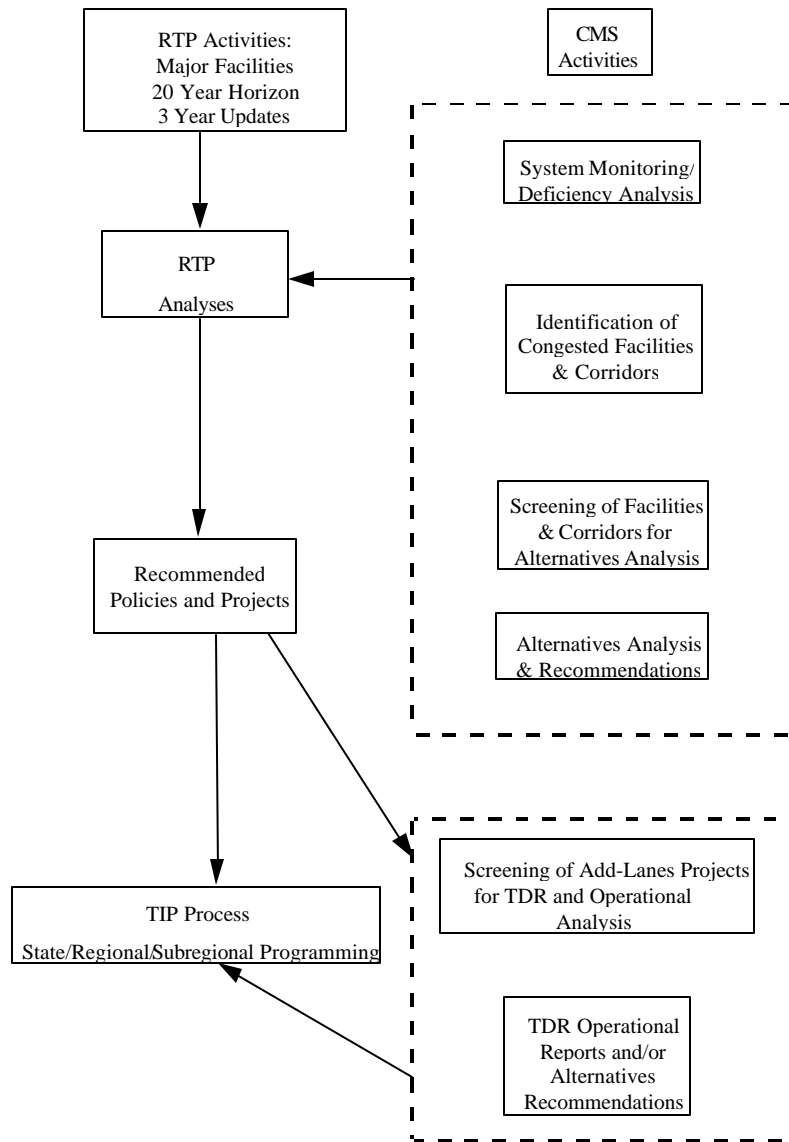 RTP Activities:
Major Facilities
20 Year Horizon
3 Year Updates
CMS
Activities
System Monitoring/
Deficiency Analysis
RTP
Analyses
Identification of
Congested Facilities
& Corridors
Screening of Facilities
& Corridors for
Alternatives Analysis
Recommended
Policies and Projects
Alternatives Analysis
& Recommendations
Screening of Add-Lanes Projects
for TDR and Operational
Analysis
TIP Process
State/Regional/Subregional Programming
TDR Operational
Reports and/or
Alternatives
Recommendations